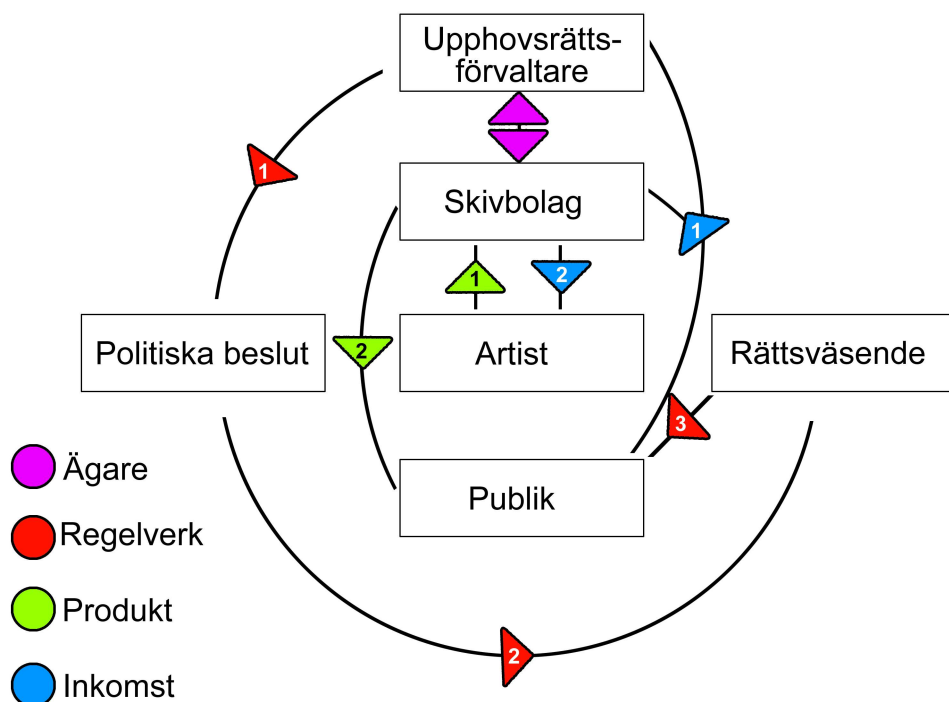 Upphovsrätts-
förvaltare
1
Skivbolag
1
1
2
Politiska beslut
2
Artist
Rättsväsende
3
Publik
Ägare
Regelverk
Produkt
2
Inkomst